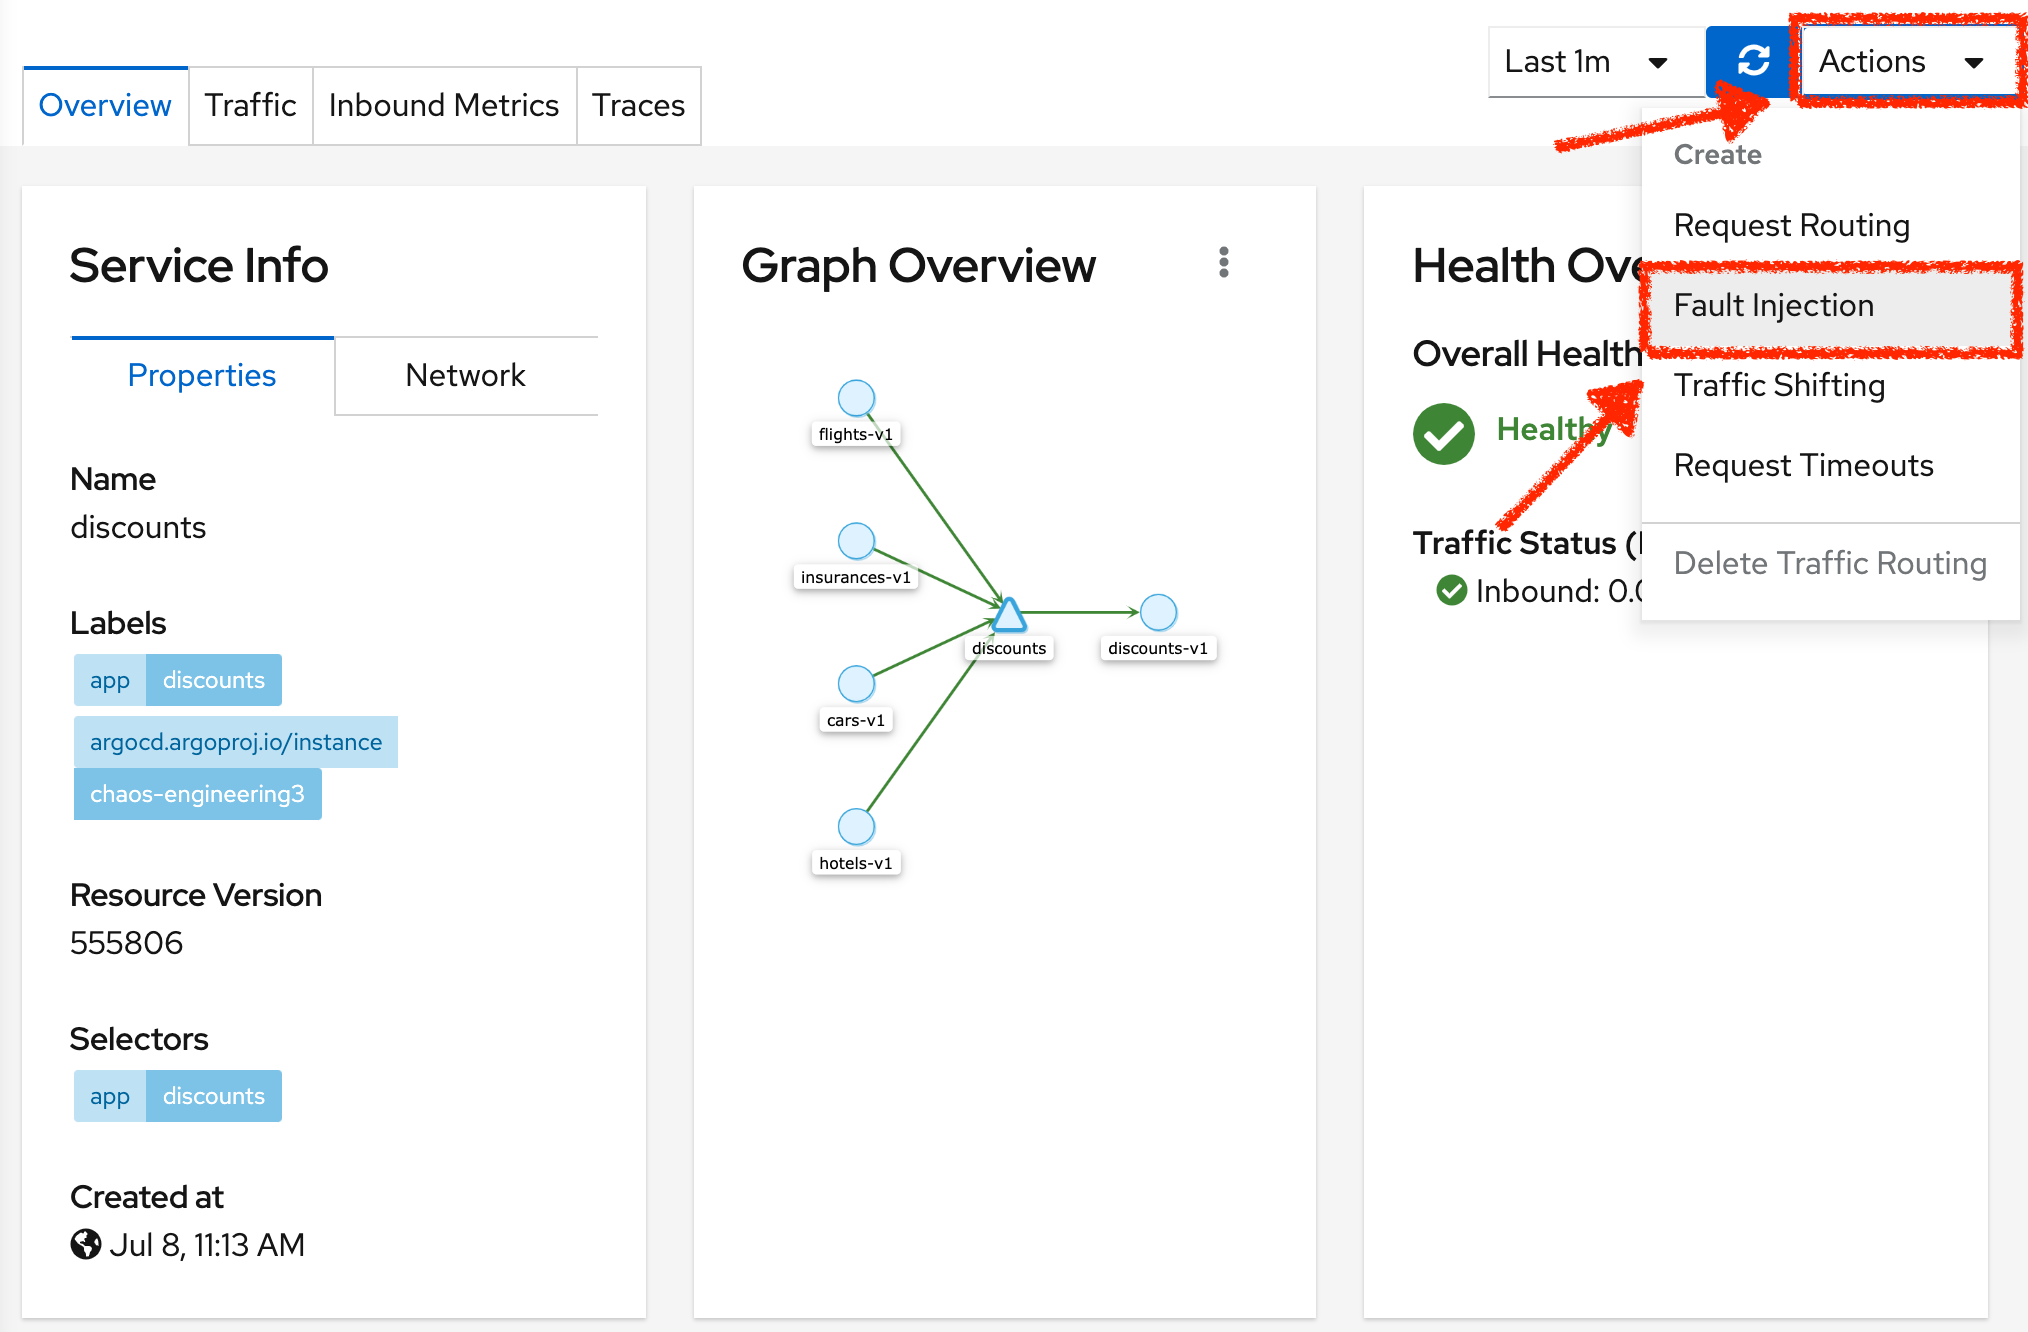 Last 1m
Actions
Overview
Traffic
Inbound Metrics
Traces
Create
Request Routing
Fault Injection
Traffic Shifting
Request Timeouts
Delete Traffic Routing
Service Info
Properties
Network
Name
discounts
Labels
app discounts
argocd.argoproj.io/instance
chaos-engineering3
Resource Version
555806
Selectors
app discounts
Created at
Jul 8, 11:13 AM
Graph Overview
flights-v1
insurances-v1
discounts
discounts-v1
cars-v1
hotels-v1
Health
Overall Health
Healthy
Traffic Status
Inbound: